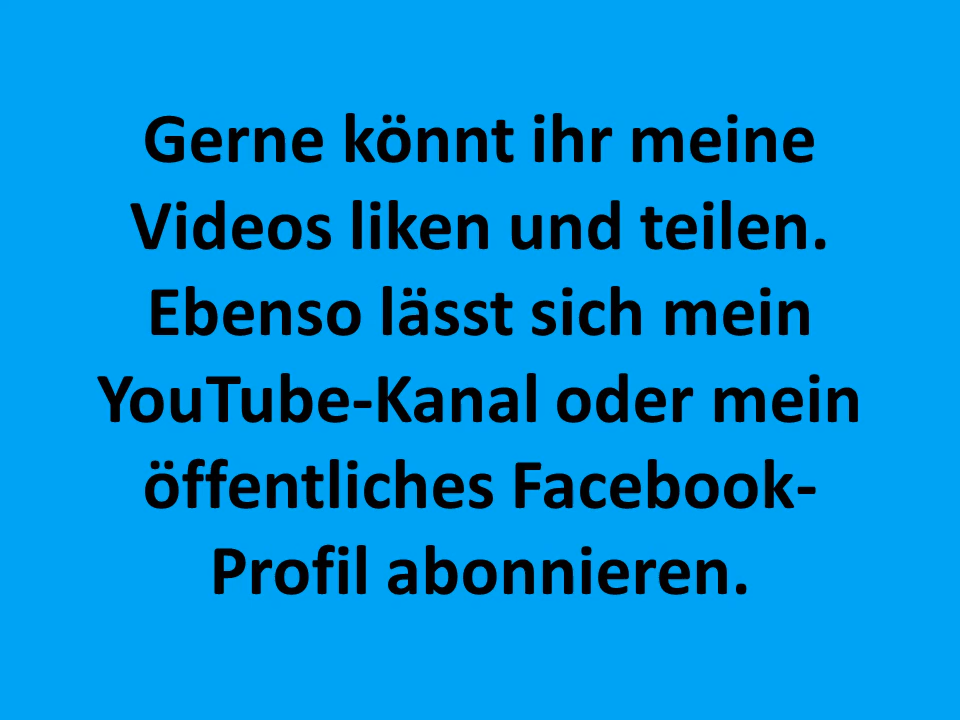 Gerne könnt ihr meine
Videos liken und teilen.
Ebenso lässt sich mein
YouTube-Kanal oder mein
öffentliches Facebook-
Profil abonnieren.